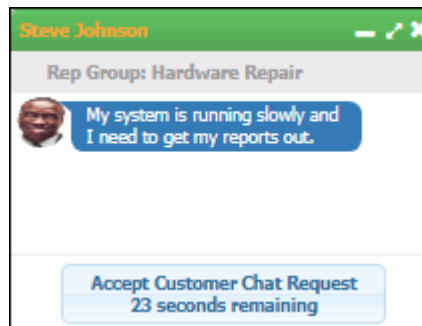 Steve Johnson
Rep Group: Hardware Repair
My system is running slowly and
I need to get my reports out.
Accept Customer Chat Request
23 seconds remaining